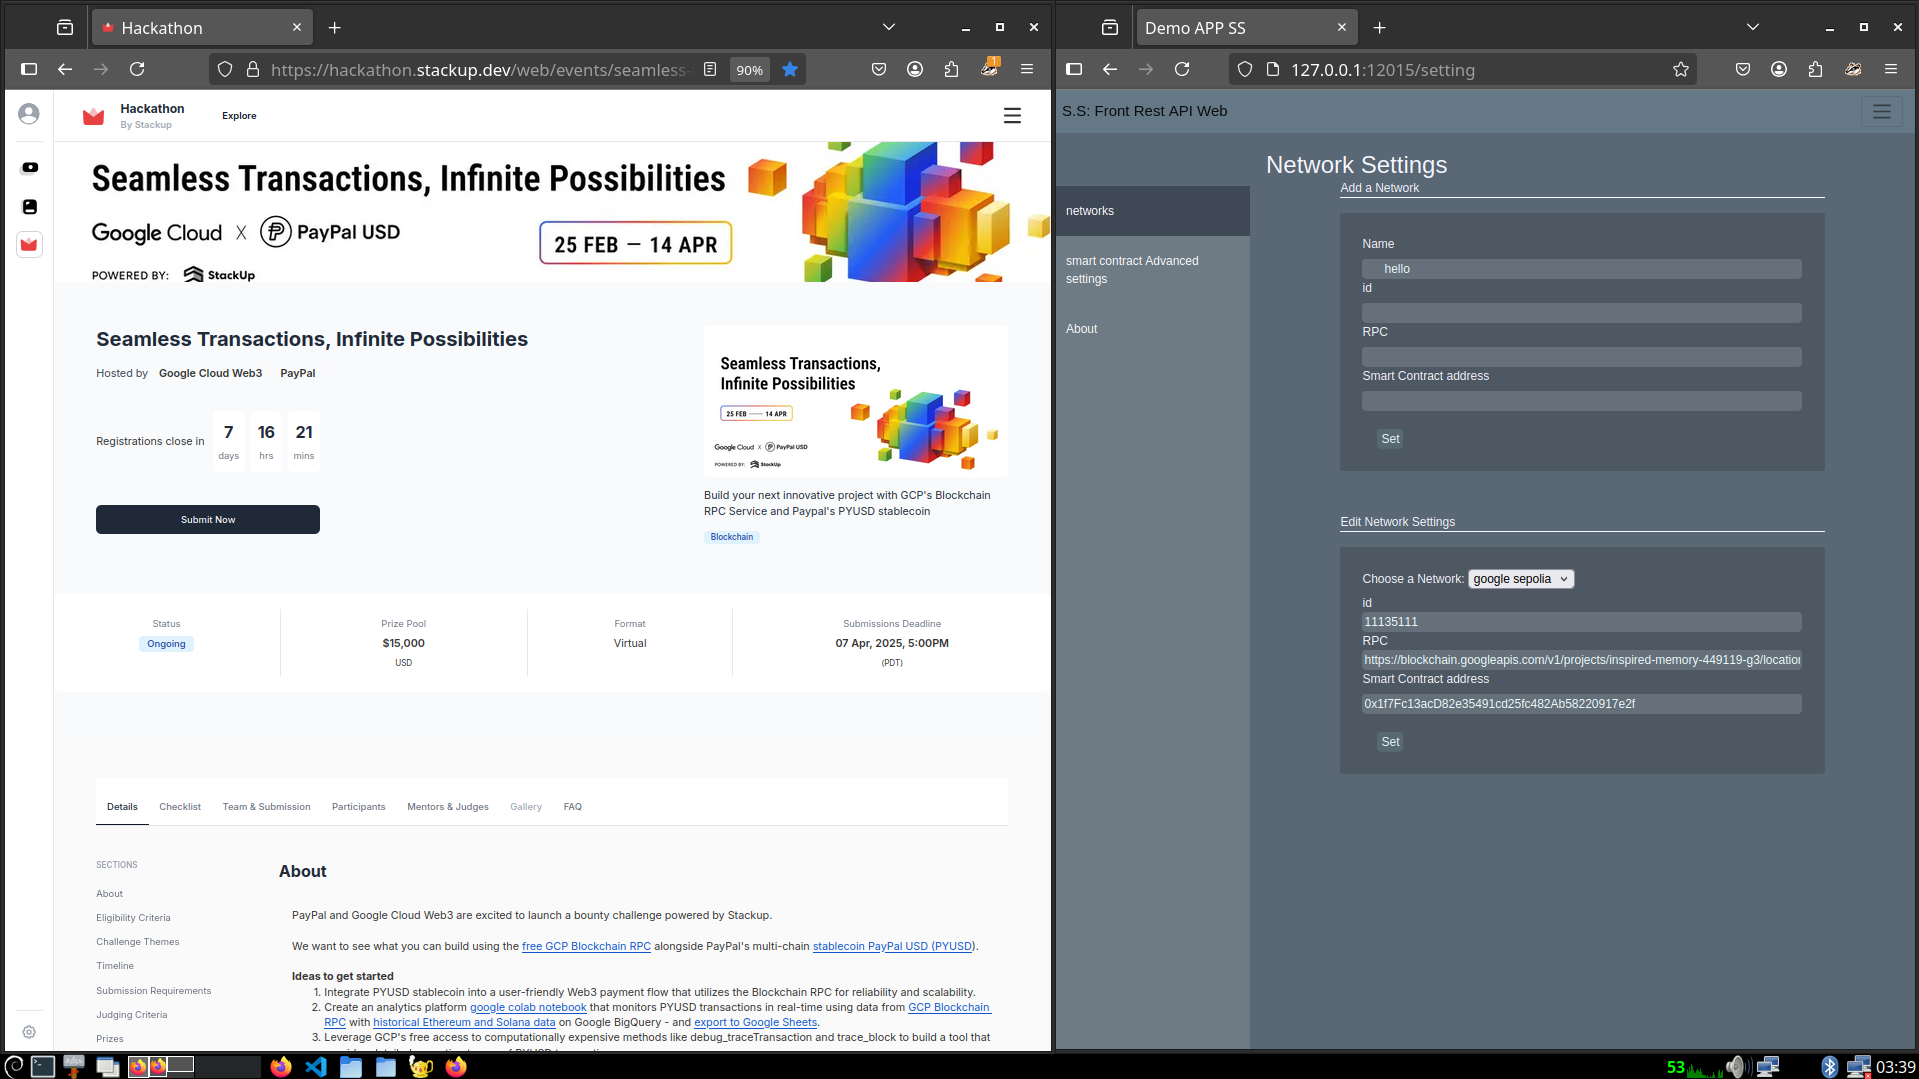 Hackathon
https://hackathon.stackup.dev/web/events/seamless-
90%
1
Hackathon
By Stackup
Explore
Seamless Transactions, Infinite Possibilities
Google Cloud X PayPal USD
25 FEB — 14 APR
POWERED BY: StackUp
Seamless Transactions, Infinite Possibilities
Hosted by Google Cloud Web3 PayPal
Registrations close in 7 days 16 hrs 21 mins
Submit Now
Seamless Transactions,
Infinite Possibilities
25 FEB — 14 APR
Google Cloud X PayPal USD
POWERED BY: StackUp
Build your next innovative project with GCP's Blockchain
RPC Service and Paypal's PYUSD stablecoin
Blockchain
Status
Ongoing
Prize Pool
$15,000
USD
Format
Virtual
Submissions Deadline
07 Apr, 2025, 5:00PM
(PDT)
Details Checklist Team & Submission Participants Mentors & Judges Gallery FAQ
SECTIONS
About
Eligibility Criteria
Challenge Themes
Timeline
Submission Requirements
Judging Criteria
Prizes
About
PayPal and Google Cloud Web3 are excited to launch a bounty challenge powered by Stackup.
We want to see what you can build using the free GCP Blockchain RPC alongside PayPal's multi-chain stablecoin PayPal USD (PYUSD).
Ideas to get started
1. Integrate PYUSD stablecoin into a user-friendly Web3 payment flow that utilizes the Blockchain RPC for reliability and scalability.
2. Create an analytics platform google colab notebook that monitors PYUSD transactions in real-time using data from GCP Blockchain
RPC with historical Ethereum and Solana data on Google BigQuery - and export to Google Sheets.
3. Leverage GCP's free access to computationally expensive methods like debug_traceTransaction and trace_block to build a tool that
Demo APP SS
127.0.0.1:12015/setting
S.S: Front Rest API Web
networks
smart contract Advanced
settings
About
Network Settings
Add a Network
Name
hello
id
RPC
Smart Contract address
Set
Edit Network Settings
Choose a Network: google sepolia
id
11135111
RPC
https://blockchain.googleapis.com/v1/projects/inspired-memory-449119-g3/location
Smart Contract address
0x1f7Fc13acD82e35491cd25fc482Ab58220917e2f
Set
53
03:39